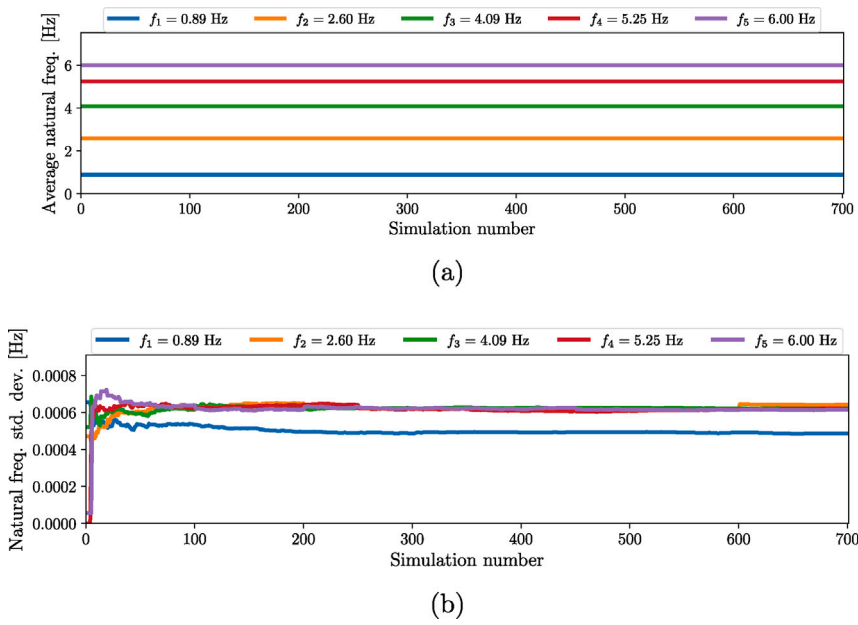 f₁ = 0.89 Hz f₂ = 2.60 Hz f₃ = 4.09 Hz f₄ = 5.25 Hz f₅ = 6.00 Hz
Average natural freq. [Hz]
6
4
2
0
0 100 200 300 400 500 600 700
Simulation number
(a)
f₁ = 0.89 Hz f₂ = 2.60 Hz f₃ = 4.09 Hz f₄ = 5.25 Hz f₅ = 6.00 Hz
Natural freq. std. dev. [Hz]
0.0008
0.0006
0.0004
0.0002
0.0000
0 100 200 300 400 500 600 700
Simulation number
(b)